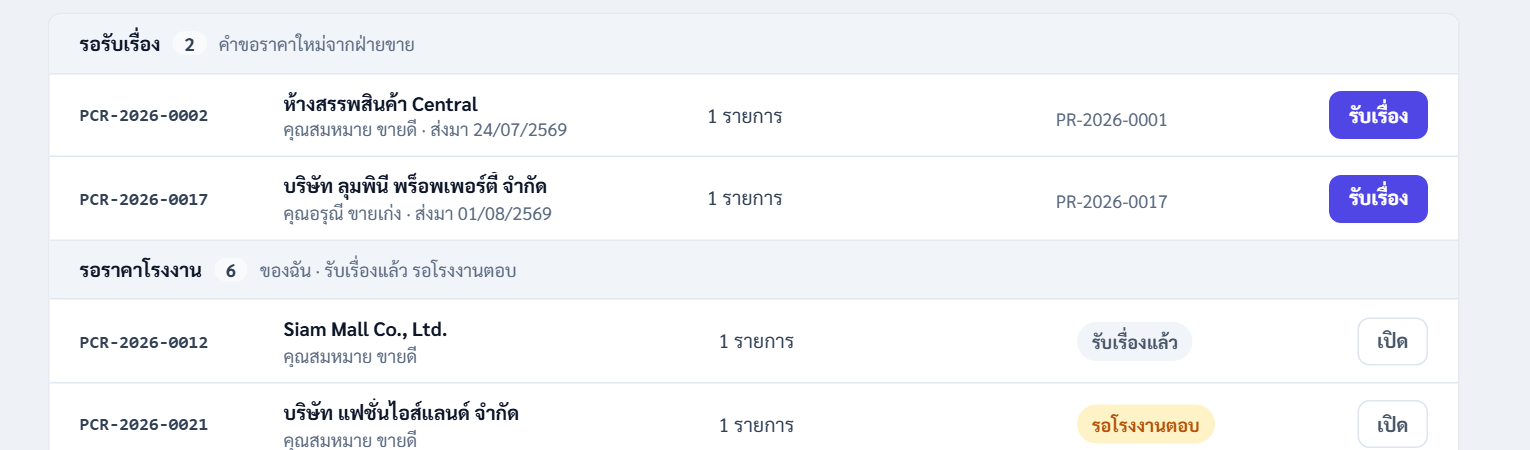 รอรับเรื่อง 2 คำขอราคาใหม่จากฝ่ายขาย
PCR-2026-0002 ห้างสรรพสินค้า Central 1 รายการ PR-2026-0001 รับเรื่อง
คุณสมหมาย ขายดี · ส่งมา 24/07/2569
PCR-2026-0017 บริษัท ลุมพินี พร็อพเพอร์ตี้ จำกัด 1 รายการ PR-2026-0017 รับเรื่อง
คุณอรุณี ขายเก่ง · ส่งมา 01/08/2569
รอราคาโรงงาน 6 ของฉัน · รับเรื่องแล้ว รอโรงงานตอบ
PCR-2026-0012 Siam Mall Co., Ltd. 1 รายการ รับเรื่องแล้ว เปิด
คุณสมหมาย ขายดี
PCR-2026-0021 บริษัท แฟชั่นไอส์แลนด์ จำกัด 1 รายการ รอโรงงานตอบ เปิด
คุณสมหมาย ขายดี